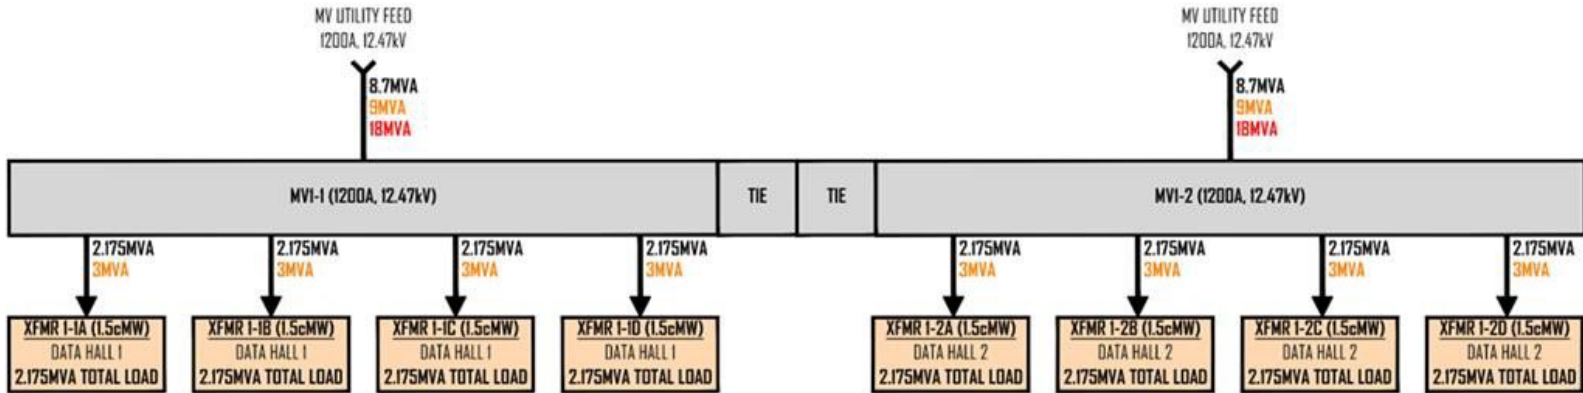 MV UTILITY FEED
1200A, 12.47kV
8.7MVA
9MVA
18MVA
MV UTILITY FEED
1200A, 12.47kV
8.7MVA
9MVA
18MVA
MV1-1 (1200A, 12.47kV)
TIE
TIE
MV1-2 (1200A, 12.47kV)
2.175MVA
3MVA
2.175MVA
3MVA
2.175MVA
3MVA
2.175MVA
3MVA
2.175MVA
3MVA
2.175MVA
3MVA
2.175MVA
3MVA
2.175MVA
3MVA
XFMR 1-1A (1.5cMW)
DATA HALL 1
2.175MVA TOTAL LOAD
XFMR 1-1B (1.5cMW)
DATA HALL 1
2.175MVA TOTAL LOAD
XFMR 1-1C (1.5cMW)
DATA HALL 1
2.175MVA TOTAL LOAD
XFMR 1-1D (1.5cMW)
DATA HALL 1
2.175MVA TOTAL LOAD
XFMR 1-2A (1.5cMW)
DATA HALL 2
2.175MVA TOTAL LOAD
XFMR 1-2B (1.5cMW)
DATA HALL 2
2.175MVA TOTAL LOAD
XFMR 1-2C (1.5cMW)
DATA HALL 2
2.175MVA TOTAL LOAD
XFMR 1-2D (1.5cMW)
DATA HALL 2
2.175MVA TOTAL LOAD